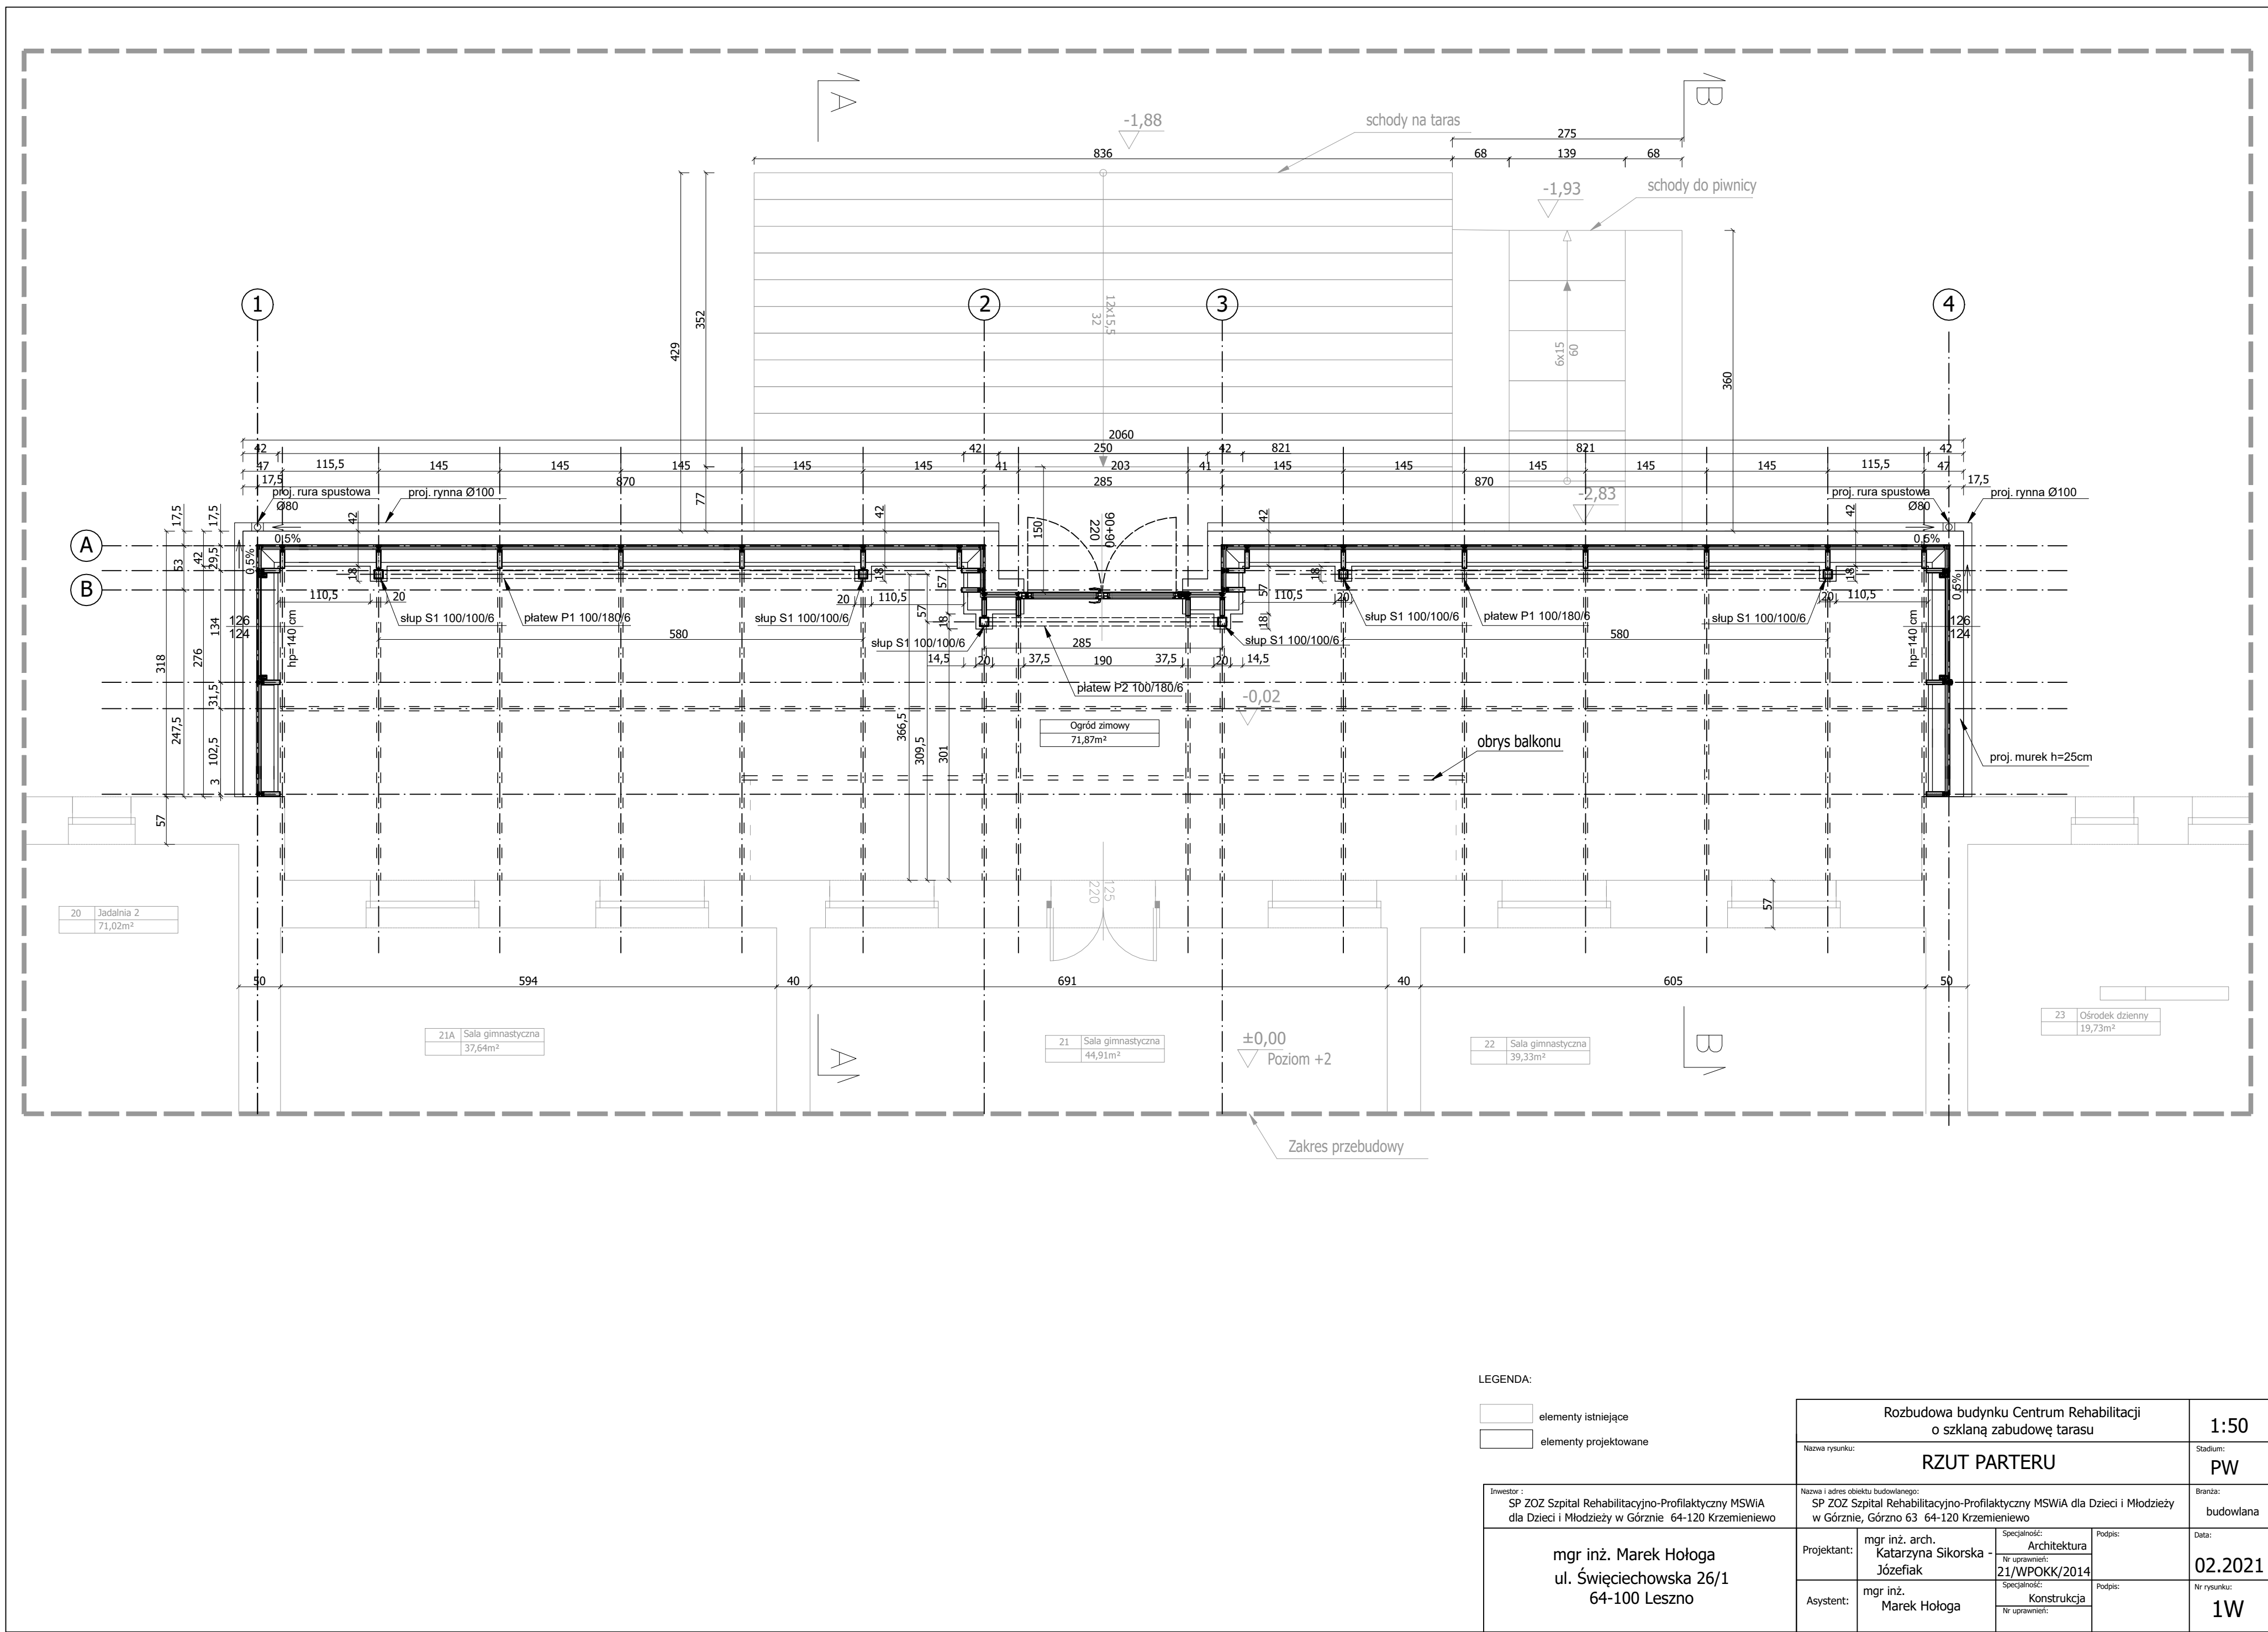 A
B
-1,88
schody na taras
275
836
68
139
68
-1,93
schody do piwnicy
1
2
3
4
12x15,5
32
6x15
60
352
429
360
2060
42
42
250
42
821
821
42
47
115,5
145
145
145
145
145
41
203
41
145
145
145
145
145
115,5
47
17,5
870
285
870
17,5
77
-2,83
proj. rura spustowa
Ø80
proj. rynna Ø100
proj. rura spustowa
Ø80
proj. rynna Ø100
17,5
17,5
42
42
150
90+90
220
42
42
A
0,5%
0,5%
0,5%
0,5%
53
42
29,5
18
18
57
57
18
18
B
110,5
20
20
110,5
110,5
20
20
110,5
słup S1 100/100/6
płatew P1 100/180/6
słup S1 100/100/6
słup S1 100/100/6
płatew P1 100/180/6
słup S1 100/100/6
126
124
126
124
134
hp=140 cm
hp=140 cm
57
18
18
580
słup S1 100/100/6
285
słup S1 100/100/6
580
318
276
14,5
20
37,5
190
37,5
20
14,5
płatew P2 100/180/6
31,5
247,5
102,5
3
366,5
309,5
301
-0,02
Ogród zimowy
71,87m²
obrys balkonu
proj. murek h=25cm
57
125
220
57
20 Jadalnia 2
71,02m²
50
594
40
691
40
605
50
21A Sala gimnastyczna
37,64m²
21 Sala gimnastyczna
44,91m²
±0,00
Poziom +2
22 Sala gimnastyczna
39,33m²
23 Ośrodek dzienny
19,73m²
A
B
Zakres przebudowy
LEGENDA:
elementy istniejące
elementy projektowane
Rozbudowa budynku Centrum Rehabilitacji
o szklaną zabudowę tarasu
1:50
Nazwa rysunku:
RZUT PARTERU
Stadium:
PW
Inwestor :
SP ZOZ Szpital Rehabilitacyjno-Profilaktyczny MSWiA
dla Dzieci i Młodzieży w Górznie 64-120 Krzemieniewo
Nazwa i adres obiektu budowlanego:
SP ZOZ Szpital Rehabilitacyjno-Profilaktyczny MSWiA dla Dzieci i Młodzieży
w Górznie, Górzno 63 64-120 Krzemieniewo
Branża:
budowlana
mgr inż. Marek Hołoga
ul. Święciechowska 26/1
64-100 Leszno
Projektant:
mgr inż. arch.
Katarzyna Sikorska -
Józefiak
Specjalność:
Architektura
Nr uprawnień:
21/WPOKK/2014
Podpis:
Data:
02.2021
Asystent:
mgr inż.
Marek Hołoga
Specjalność:
Konstrukcja
Nr uprawnień:
Podpis:
Nr rysunku:
1W